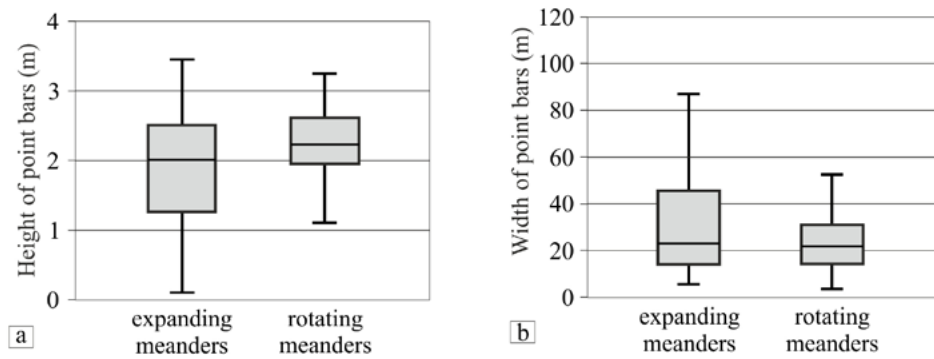 Height of point bars (m)
4
3
2
1
0
expanding
meanders
rotating
meanders
a
Width of point bars (m)
120
100
80
60
40
20
0
expanding
meanders
rotating
meanders
b